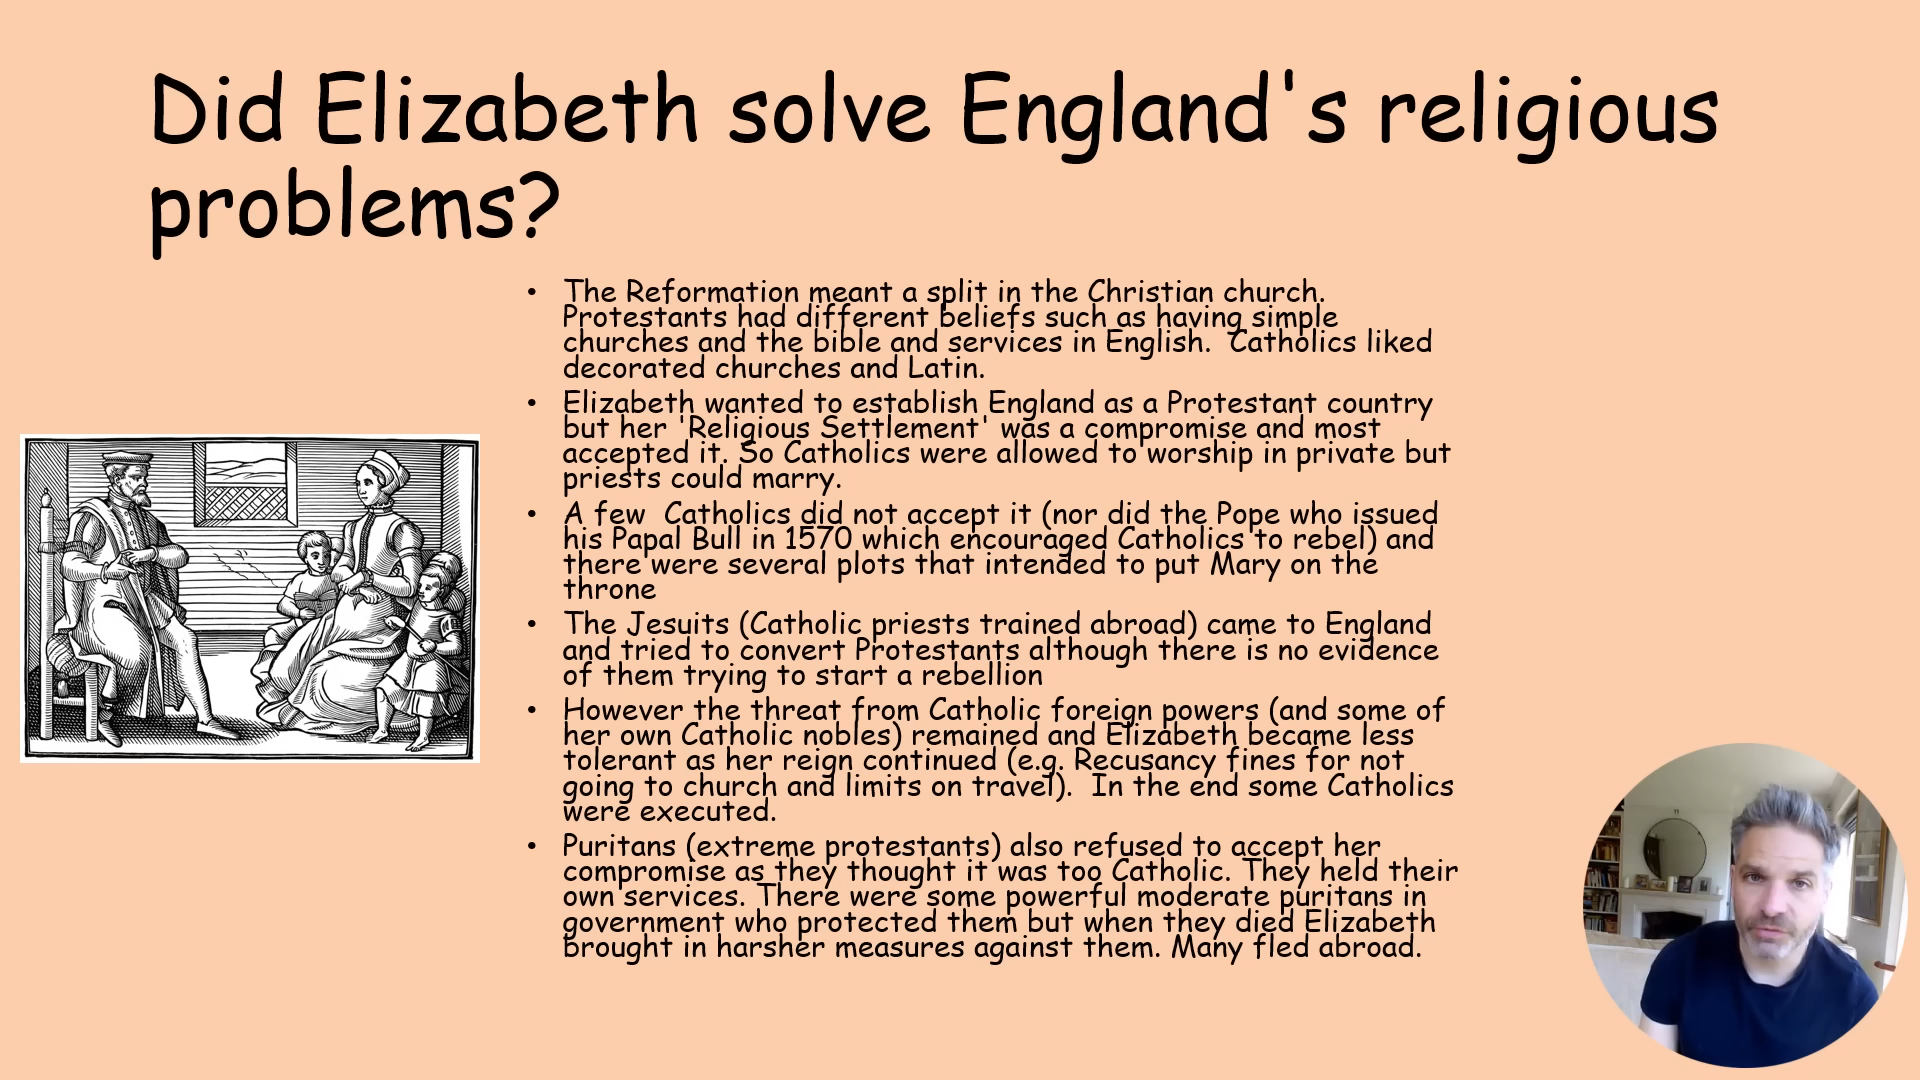 Did Elizabeth solve England's religious
problems?
• The Reformation meant a split in the Christian church.
Protestants had different beliefs such as having simple
churches and the bible and services in English.  Catholics liked
decorated churches and Latin.
• Elizabeth wanted to establish England as a Protestant country
but her 'Religious Settlement' was a compromise and most
accepted it. So Catholics were allowed to worship in private but
priests could marry.
• A few  Catholics did not accept it (nor did the Pope who issued
his Papal Bull in 1570 which encouraged Catholics to rebel) and
there were several plots that intended to put Mary on the
throne
• The Jesuits (Catholic priests trained abroad) came to England
and tried to convert Protestants although there is no evidence
of them trying to start a rebellion
• However the threat from Catholic foreign powers (and some of
her own Catholic nobles) remained and Elizabeth became less
tolerant as her reign continued (e.g. Recusancy fines for not
going to church and limits on travel).  In the end some Catholics
were executed.
• Puritans (extreme protestants) also refused to accept her
compromise as they thought it was too Catholic. They held their
own services. There were some powerful moderate puritans in
government who protected them but when they died Elizabeth
brought in harsher measures against them. Many fled abroad.